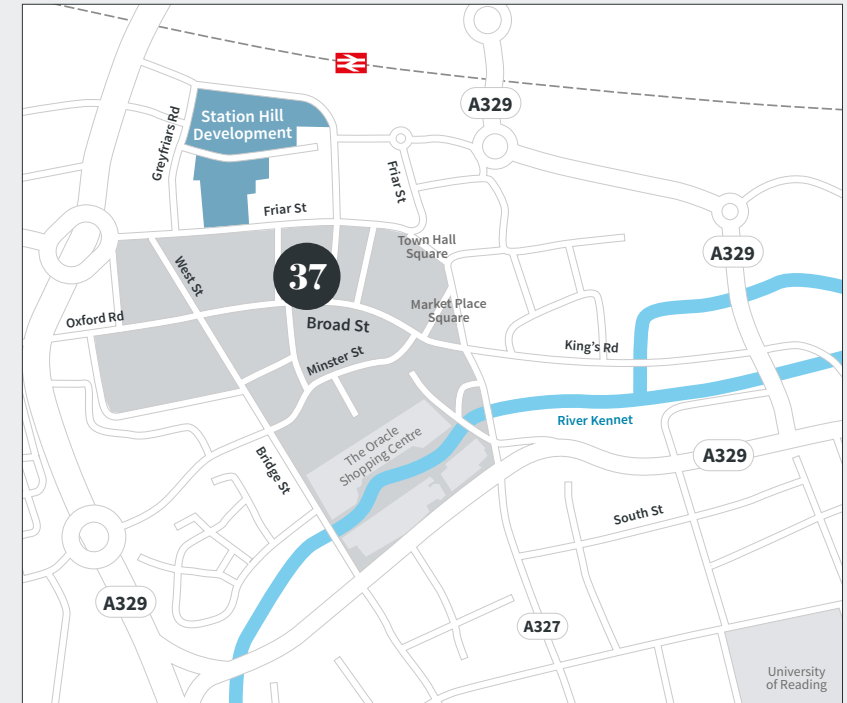 A329
Station Hill
Development
Greyfriars Rd
Friar St
Friar St
Town Hall
Square
A329
West St
37
Market Place
Square
Oxford Rd
Broad St
King's Rd
Minster St
River Kennet
The Oracle
Shopping Centre
A329
Bridge St
South St
A329
A327
University
of Reading